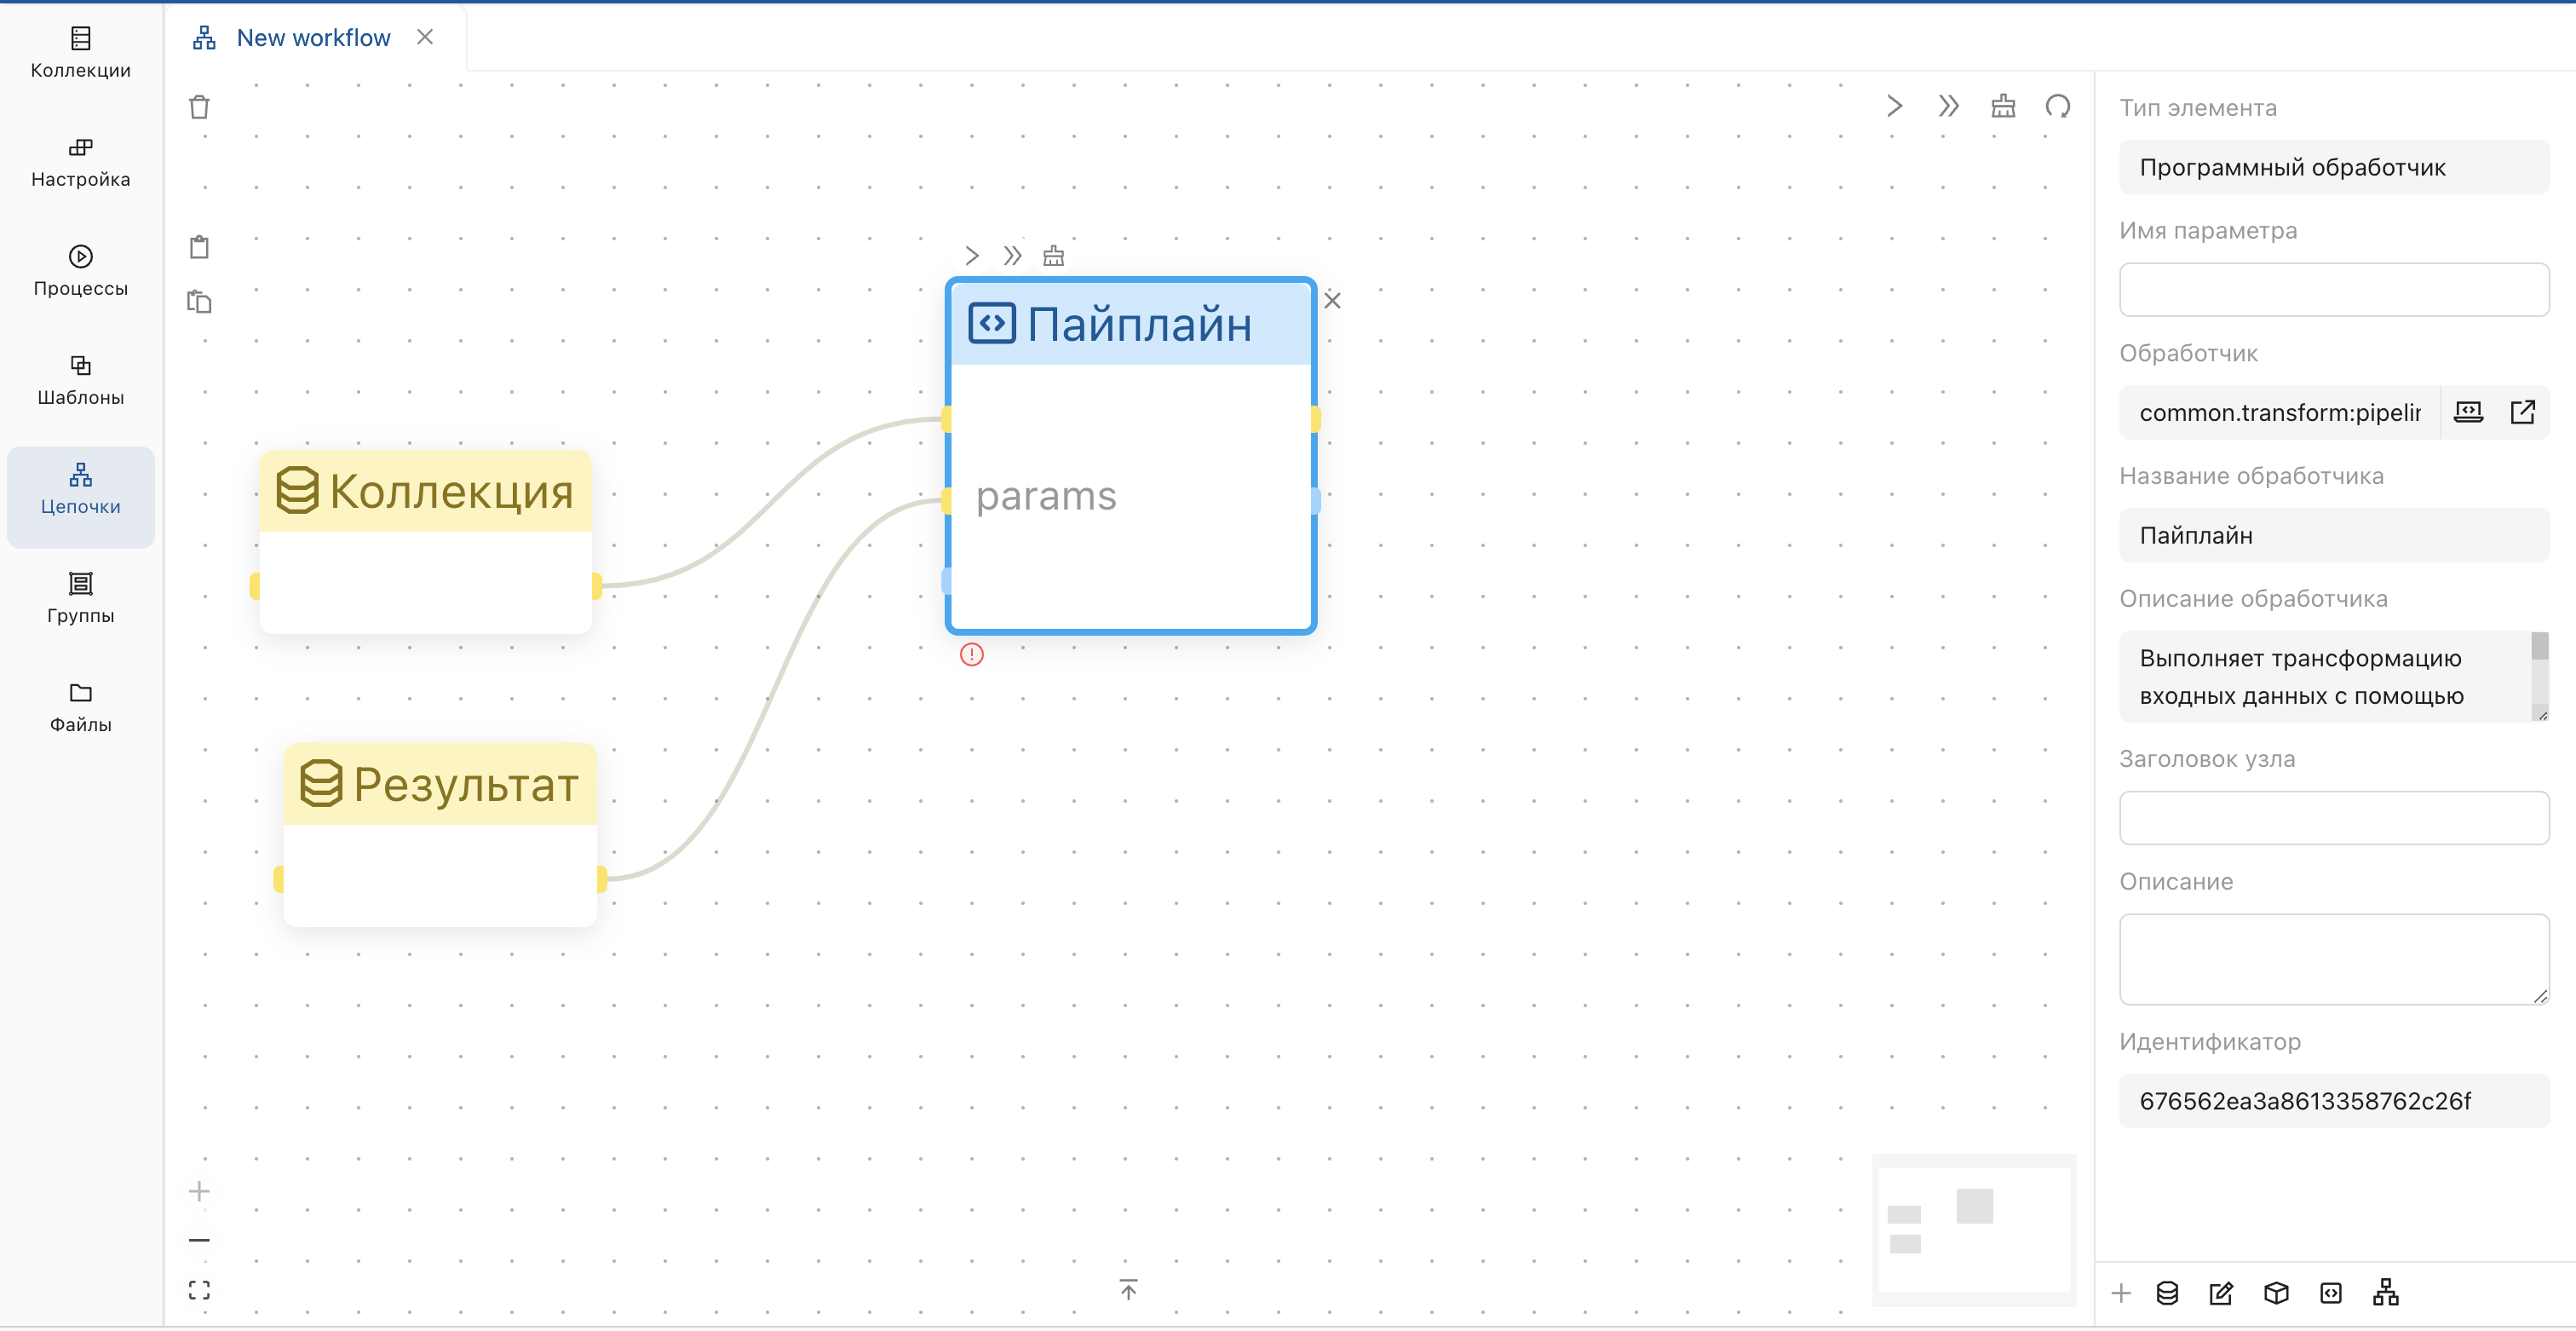 New workflow
Коллекции
Настройка
Процессы
Шаблоны
Цепочки
Группы
Файлы
Пайплайн
params
Коллекция
Результат
Тип элемента
Программный обработчик
Имя параметра
Обработчик
common.transform:pipelin
Название обработчика
Пайплайн
Описание обработчика
Выполняет трансформацию
входных данных с помощью
Заголовок узла
Описание
Идентификатор
676562ea3a8613358762c26f